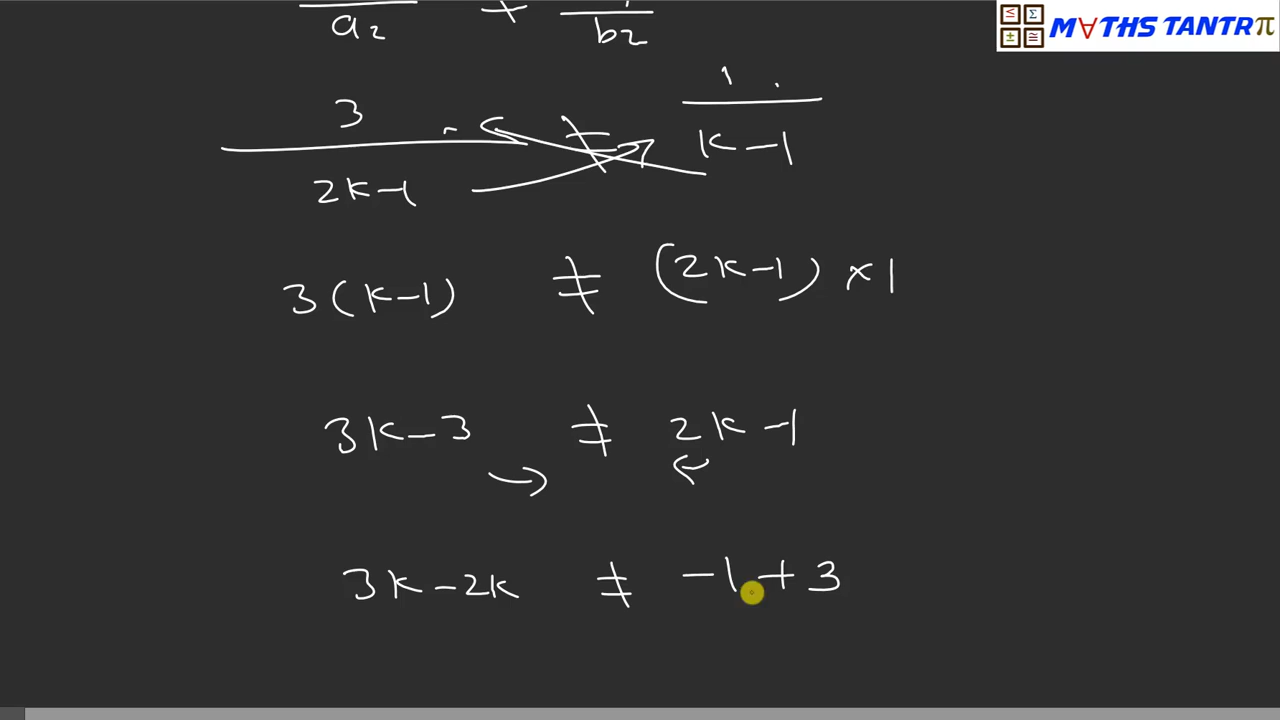 ≤ Σ ± ≅ M∀THS TANTRπ
a₂ ≠ b₂
3/(2k-1) ≠ 1/(k-1)
3(k-1) ≠ (2k-1) ×1
3k-3 ≠ 2k-1
3k-2k ≠ -1+3